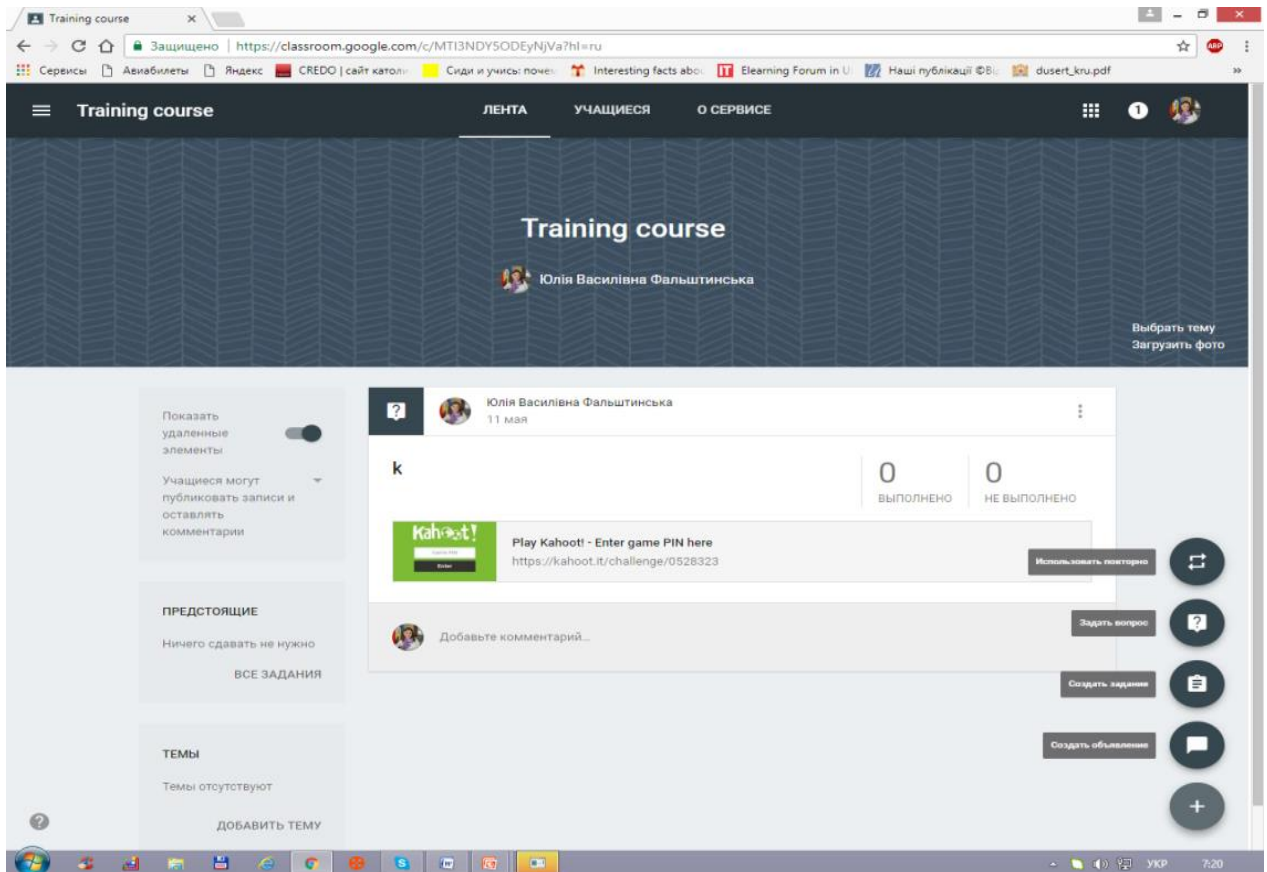 Training course
Защищено | https://classroom.google.com/c/MTI3NDY5ODEyNjVa?hl=ru
ABP
Сервисы Авиабилеты Яндекс CREDO | сайт католи Сиди и учись: почем Interesting facts abou Elearning Forum in U Наші публікації ©Bi dusert_kru.pdf »
Training course ЛЕНТА УЧАЩИЕСЯ О СЕРВИСЕ 1
Training course
Юлія Василівна Фальштинська
Выбрать тему
Загрузить фото
Показать
удаленные
элементы
Учащиеся могут
публиковать записи и
оставлять
комментарии
ПРЕДСТОЯЩИЕ
Ничего сдавать не нужно
ВСЕ ЗАДАНИЯ
ТЕМЫ
Темы отсутствуют
ДОБАВИТЬ ТЕМУ
Юлія Василівна Фальштинська
11 мая
k
0 0
ВЫПОЛНЕНО НЕ ВЫПОЛНЕНО
Kahoot!
Enter
Play Kahoot! - Enter game PIN here
https://kahoot.it/challenge/0528323
Добавьте комментарий...
Использовать повторно
Задать вопрос
Создать задание
Создать объявление
УКР 7:20